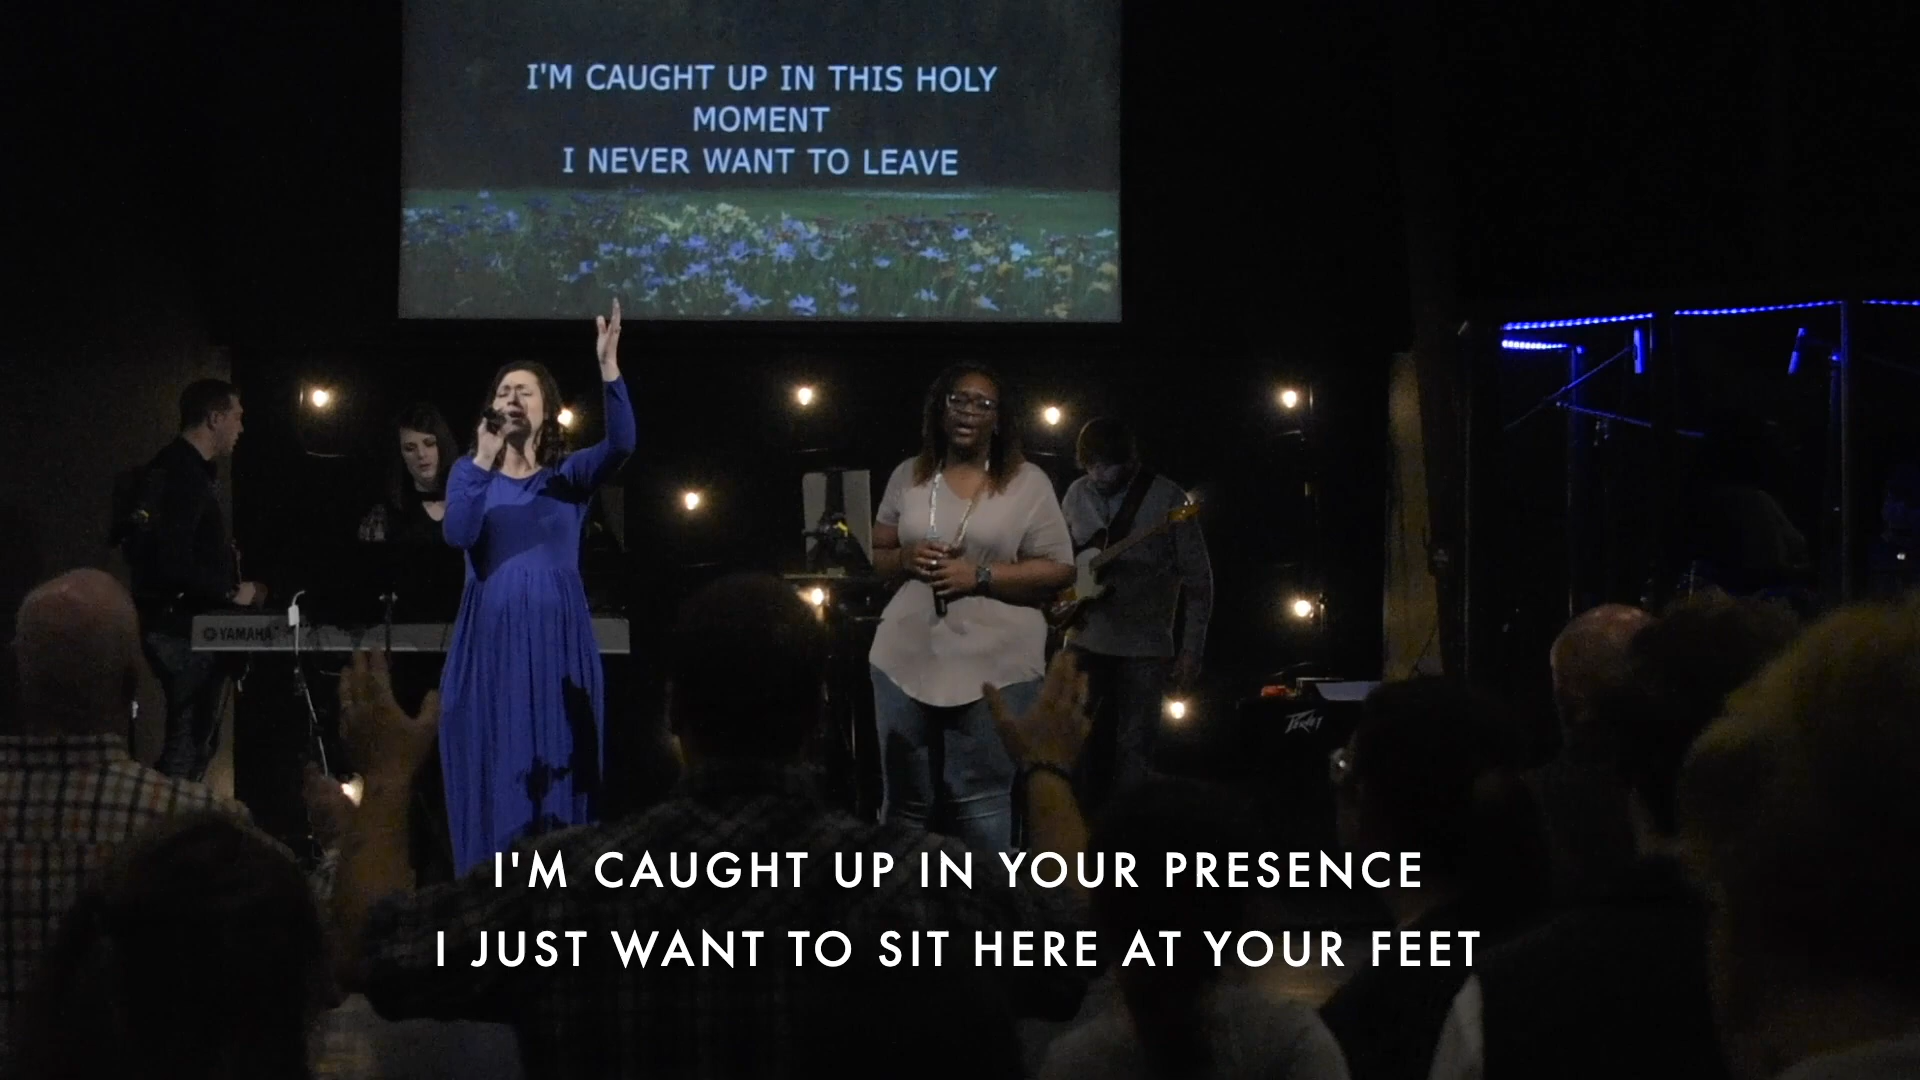 I'M CAUGHT UP IN THIS HOLY
MOMENT
I NEVER WANT TO LEAVE
YAMAHA
PEAVEY
I'M CAUGHT UP IN YOUR PRESENCE
I JUST WANT TO SIT HERE AT YOUR FEET